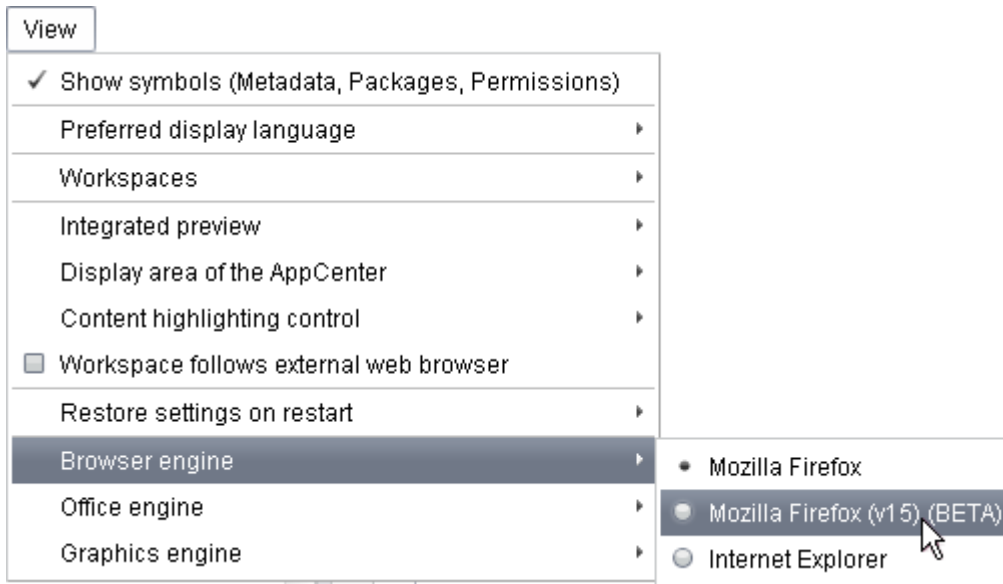 View
Show symbols (Metadata, Packages, Permissions)
Preferred display language
Workspaces
Integrated preview
Display area of the AppCenter
Content highlighting control
Workspace follows external web browser
Restore settings on restart
Browser engine
Office engine
Graphics engine
Mozilla Firefox
Mozilla Firefox (v15) (BETA)
Internet Explorer